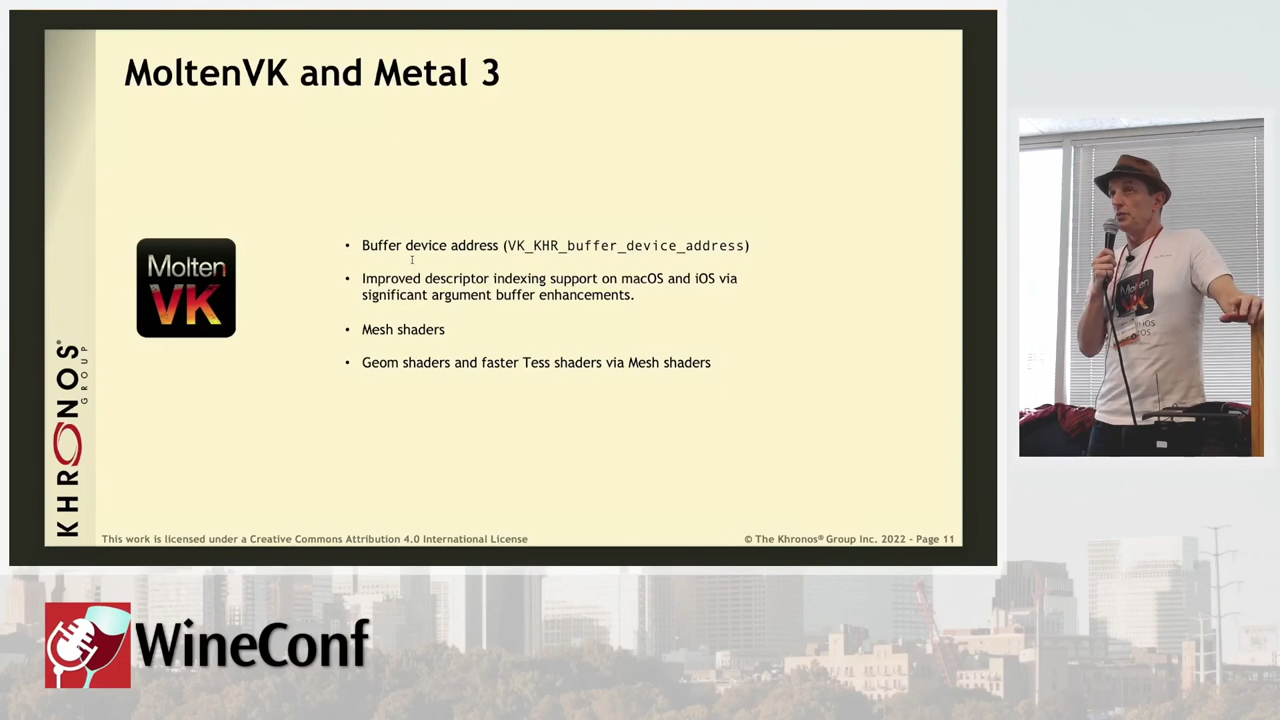 MoltenVK and Metal 3
Molten
VK
• Buffer device address (VK_KHR_buffer_device_address)
• Improved descriptor indexing support on macOS and iOS via
significant argument buffer enhancements.
• Mesh shaders
• Geom shaders and faster Tess shaders via Mesh shaders
KHRONOS®
GROUP
This work is licensed under a Creative Commons Attribution 4.0 International License
© The Khronos® Group Inc. 2022 - Page 11
Molten
VK
WineConf